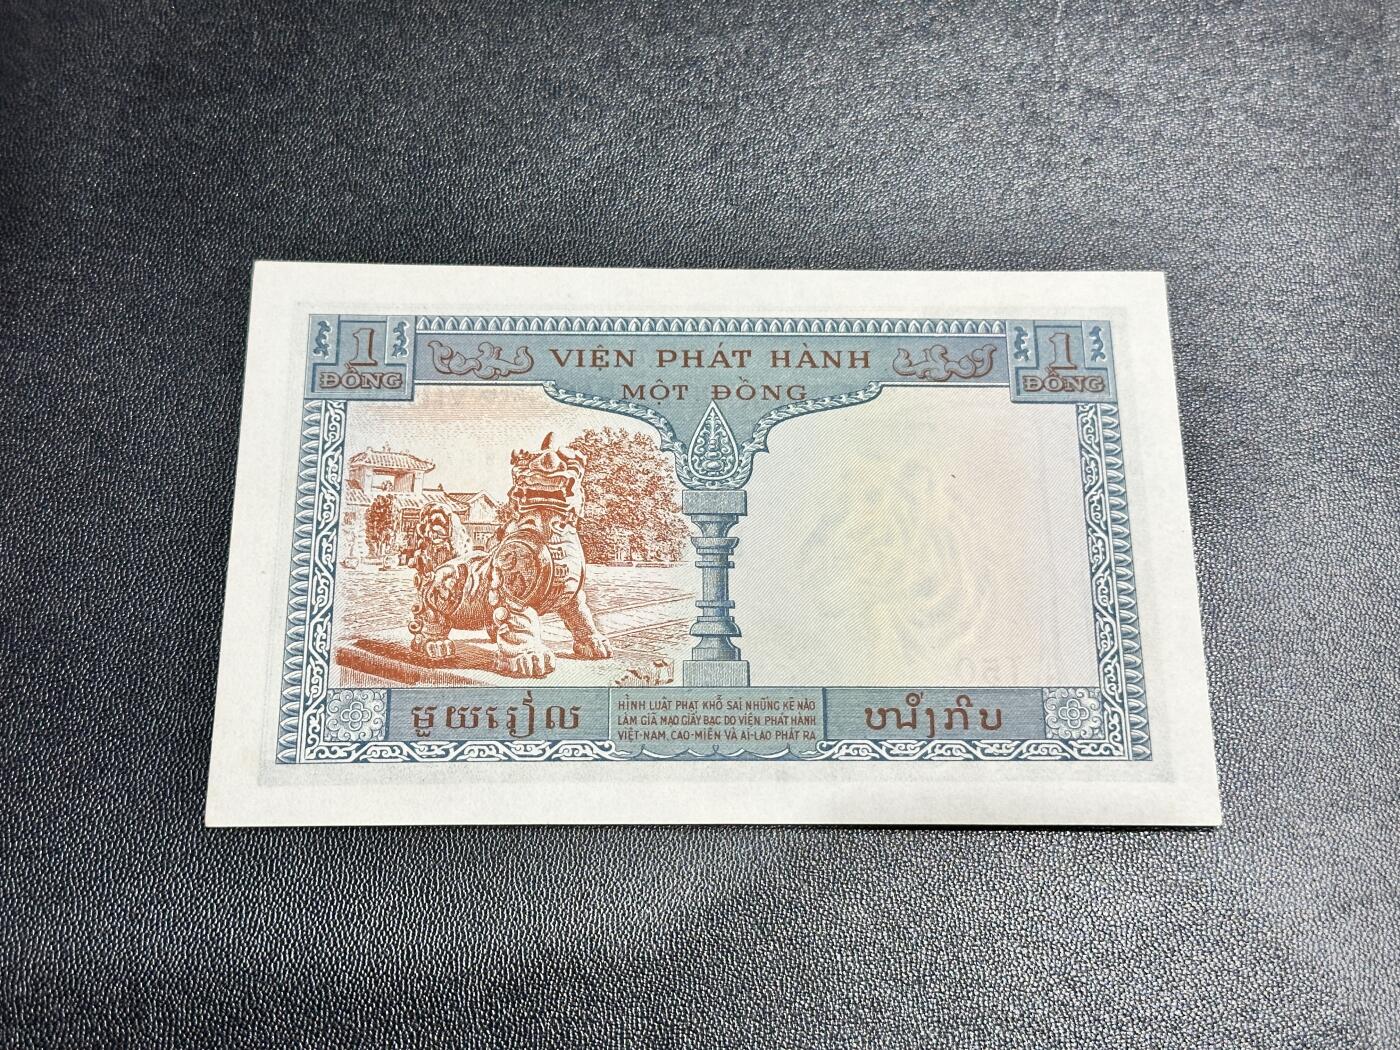 1
ĐỒNG
VIỆN PHÁT HÀNH
MỘT ĐỒNG
1
ĐỒNG
មួយរៀល
HÌNH LUẬT PHẠT KHỔ SAI NHỮNG KẺ NÀO
LÀM GIẢ MẠO GIẤY BẠC DO VIỆN PHÁT HÀNH
VIỆT-NAM, CAO-MIÊN VÀ AI-LAO PHÁT RA
ໜຶ່ງກີບ